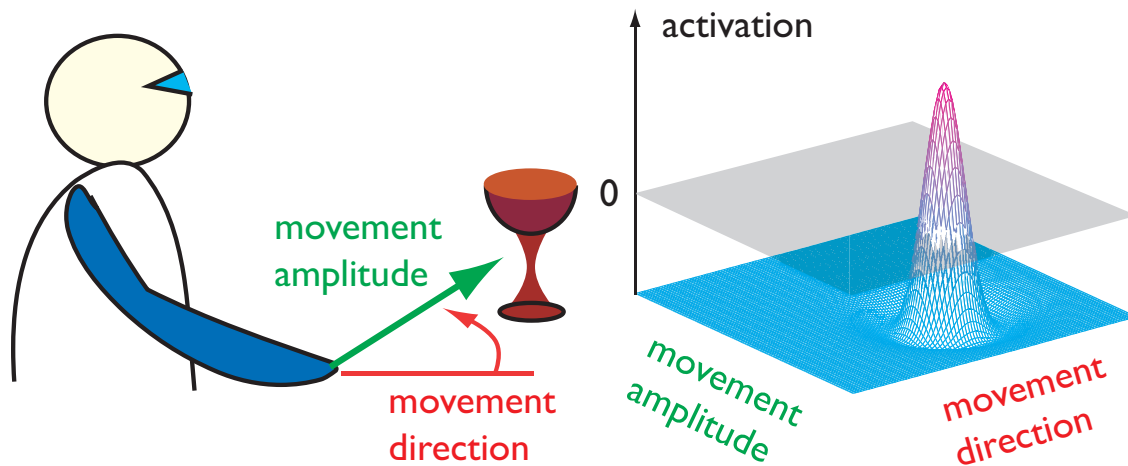 movement
amplitude
movement
direction
activation
0
movement
amplitude
movement
direction